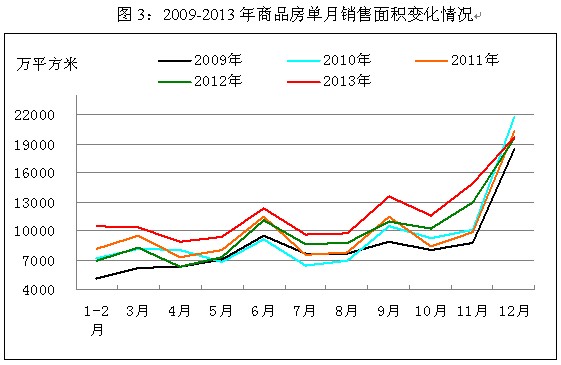 图 3：2009-2013 年商品房单月销售面积变化情况
万平方米
2009年
2010年
2011年
2012年
2013年
22000
19000
16000
13000
10000
7000
4000
1-2月
3月
4月
5月
6月
7月
8月
9月
10月
11月
12月